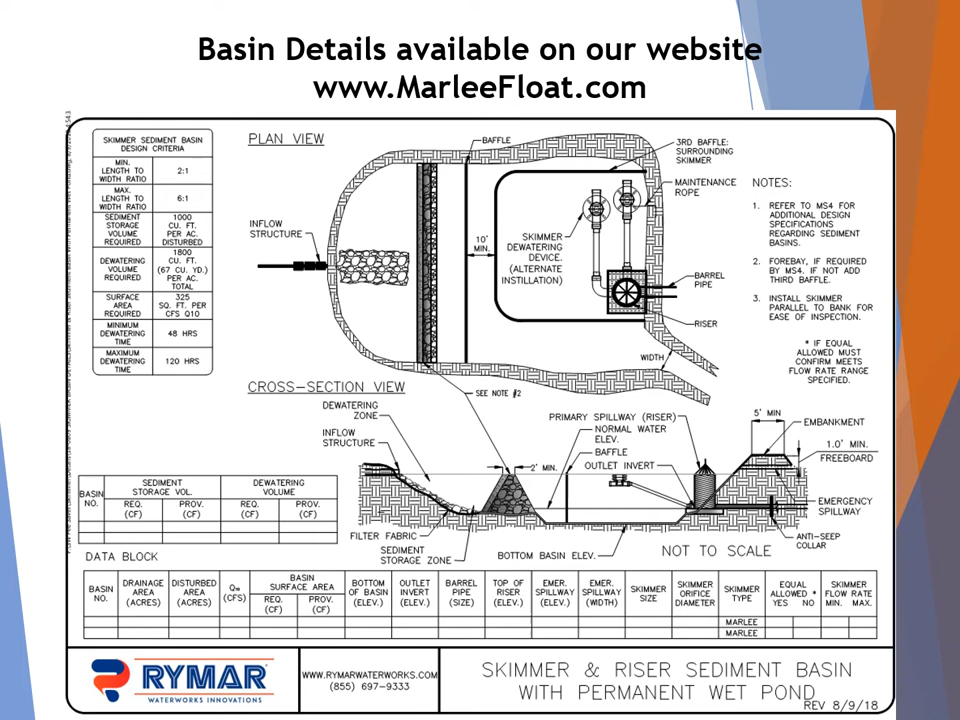 Basin Details available on our website
www.MarleeFloat.com
SKIMMER SEDIMENT BASIN
DESIGN CRITERIA
MIN.
LENGTH TO
WIDTH RATIO
2:1
MAX.
LENGTH TO
WIDTH RATIO
6:1
SEDIMENT
STORAGE
VOLUME
REQUIRED
1000
CU. FT.
PER AC.
DISTURBED
DEWATERING
VOLUME
REQUIRED
1800
CU. FT.
(67 CU. YD.)
PER AC.
TOTAL
SURFACE
AREA
REQUIRED
325
SQ. FT. PER
CFS Q10
MINIMUM
DEWATERING
TIME
48 HRS
MAXIMUM
DEWATERING
TIME
120 HRS
PLAN VIEW
BAFFLE
3RD BAFFLE:
SURROUNDING
SKIMMER
MAINTENANCE
ROPE
INFLOW
STRUCTURE
10'
MIN.
SKIMMER
DEWATERING
DEVICE.
(ALTERNATE
INSTILLATION)
BARREL
PIPE
RISER
WIDTH
NOTES:
1. REFER TO MS4 FOR
ADDITIONAL DESIGN
SPECIFICATIONS
REGARDING SEDIMENT
BASINS.
2. FOREBAY, IF REQUIRED
BY MS4. IF NOT ADD
THIRD BAFFLE.
3. INSTALL SKIMMER
PARALLEL TO BANK FOR
EASE OF INSPECTION.
* IF EQUAL
ALLOWED MUST
CONFIRM MEETS
FLOW RATE RANGE
SPECIFIED.
CROSS-SECTION VIEW
SEE NOTE #2
DEWATERING
ZONE
INFLOW
STRUCTURE
PRIMARY SPILLWAY (RISER)
NORMAL WATER
ELEV.
BAFFLE
OUTLET INVERT
2' MIN.
5' MIN
EMBANKMENT
1.0' MIN.
FREEBOARD
EMERGENCY
SPILLWAY
ANTI-SEEP
COLLAR
FILTER FABRIC
SEDIMENT
STORAGE ZONE
BOTTOM BASIN ELEV.
NOT TO SCALE
BASIN
NO.
SEDIMENT
STORAGE VOL.
DEWATERING
VOLUME
REQ.
(CF)
PROV.
(CF)
REQ.
(CF)
PROV.
(CF)
DATA BLOCK
BASIN
NO.
DRAINAGE
AREA
(ACRES)
DISTURBED
AREA
(ACRES)
(CFS)
BASIN
SURFACE AREA
REQ.
(CF)
PROV.
(CF)
BOTTOM
OF BASIN
(ELEV.)
OUTLET
INVERT
(ELEV.)
BARREL
PIPE
(SIZE)
TOP OF
RISER
(ELEV.)
EMER.
SPILLWAY
(ELEV.)
EMER.
SPILLWAY
(WIDTH)
SKIMMER
SIZE
SKIMMER
ORIFICE
DIAMETER
SKIMMER
TYPE
EQUAL
ALLOWED *
YES NO
SKIMMER
FLOW RATE
MIN. MAX.
MARLEE
MARLEE
RYMAR
WATERWORKS INNOVATIONS
WWW.RYMARWATERWORKS.COM
(855) 697-9333
SKIMMER & RISER SEDIMENT BASIN
WITH PERMANENT WET POND
REV 8/9/18